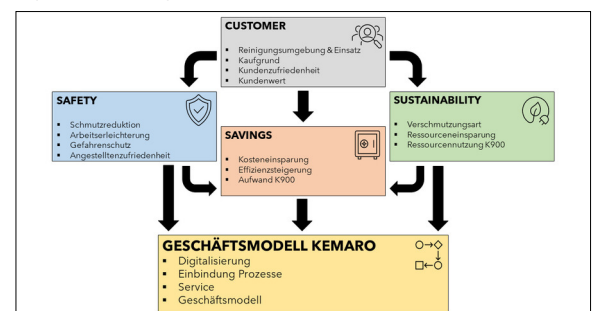 CUSTOMER
▪ Reinigungsumgebung & Einsatz
▪ Kaufgrund
▪ Kundenzufriedenheit
▪ Kundenwert
SAFETY
▪ Schmutzreduktion
▪ Arbeitserleichterung
▪ Gefahrenschutz
▪ Angestelltenzufriedenheit
SAVINGS
▪ Kosteneinsparung
▪ Effizienzsteigerung
▪ Aufwand K900
SUSTAINABILITY
▪ Verschmutzungsart
▪ Ressourceneinsparung
▪ Ressourcennutzung K900
GESCHÄFTSMODELL KEMARO
▪ Digitalisierung
▪ Einbindung Prozesse
▪ Service
▪ Geschäftsmodell